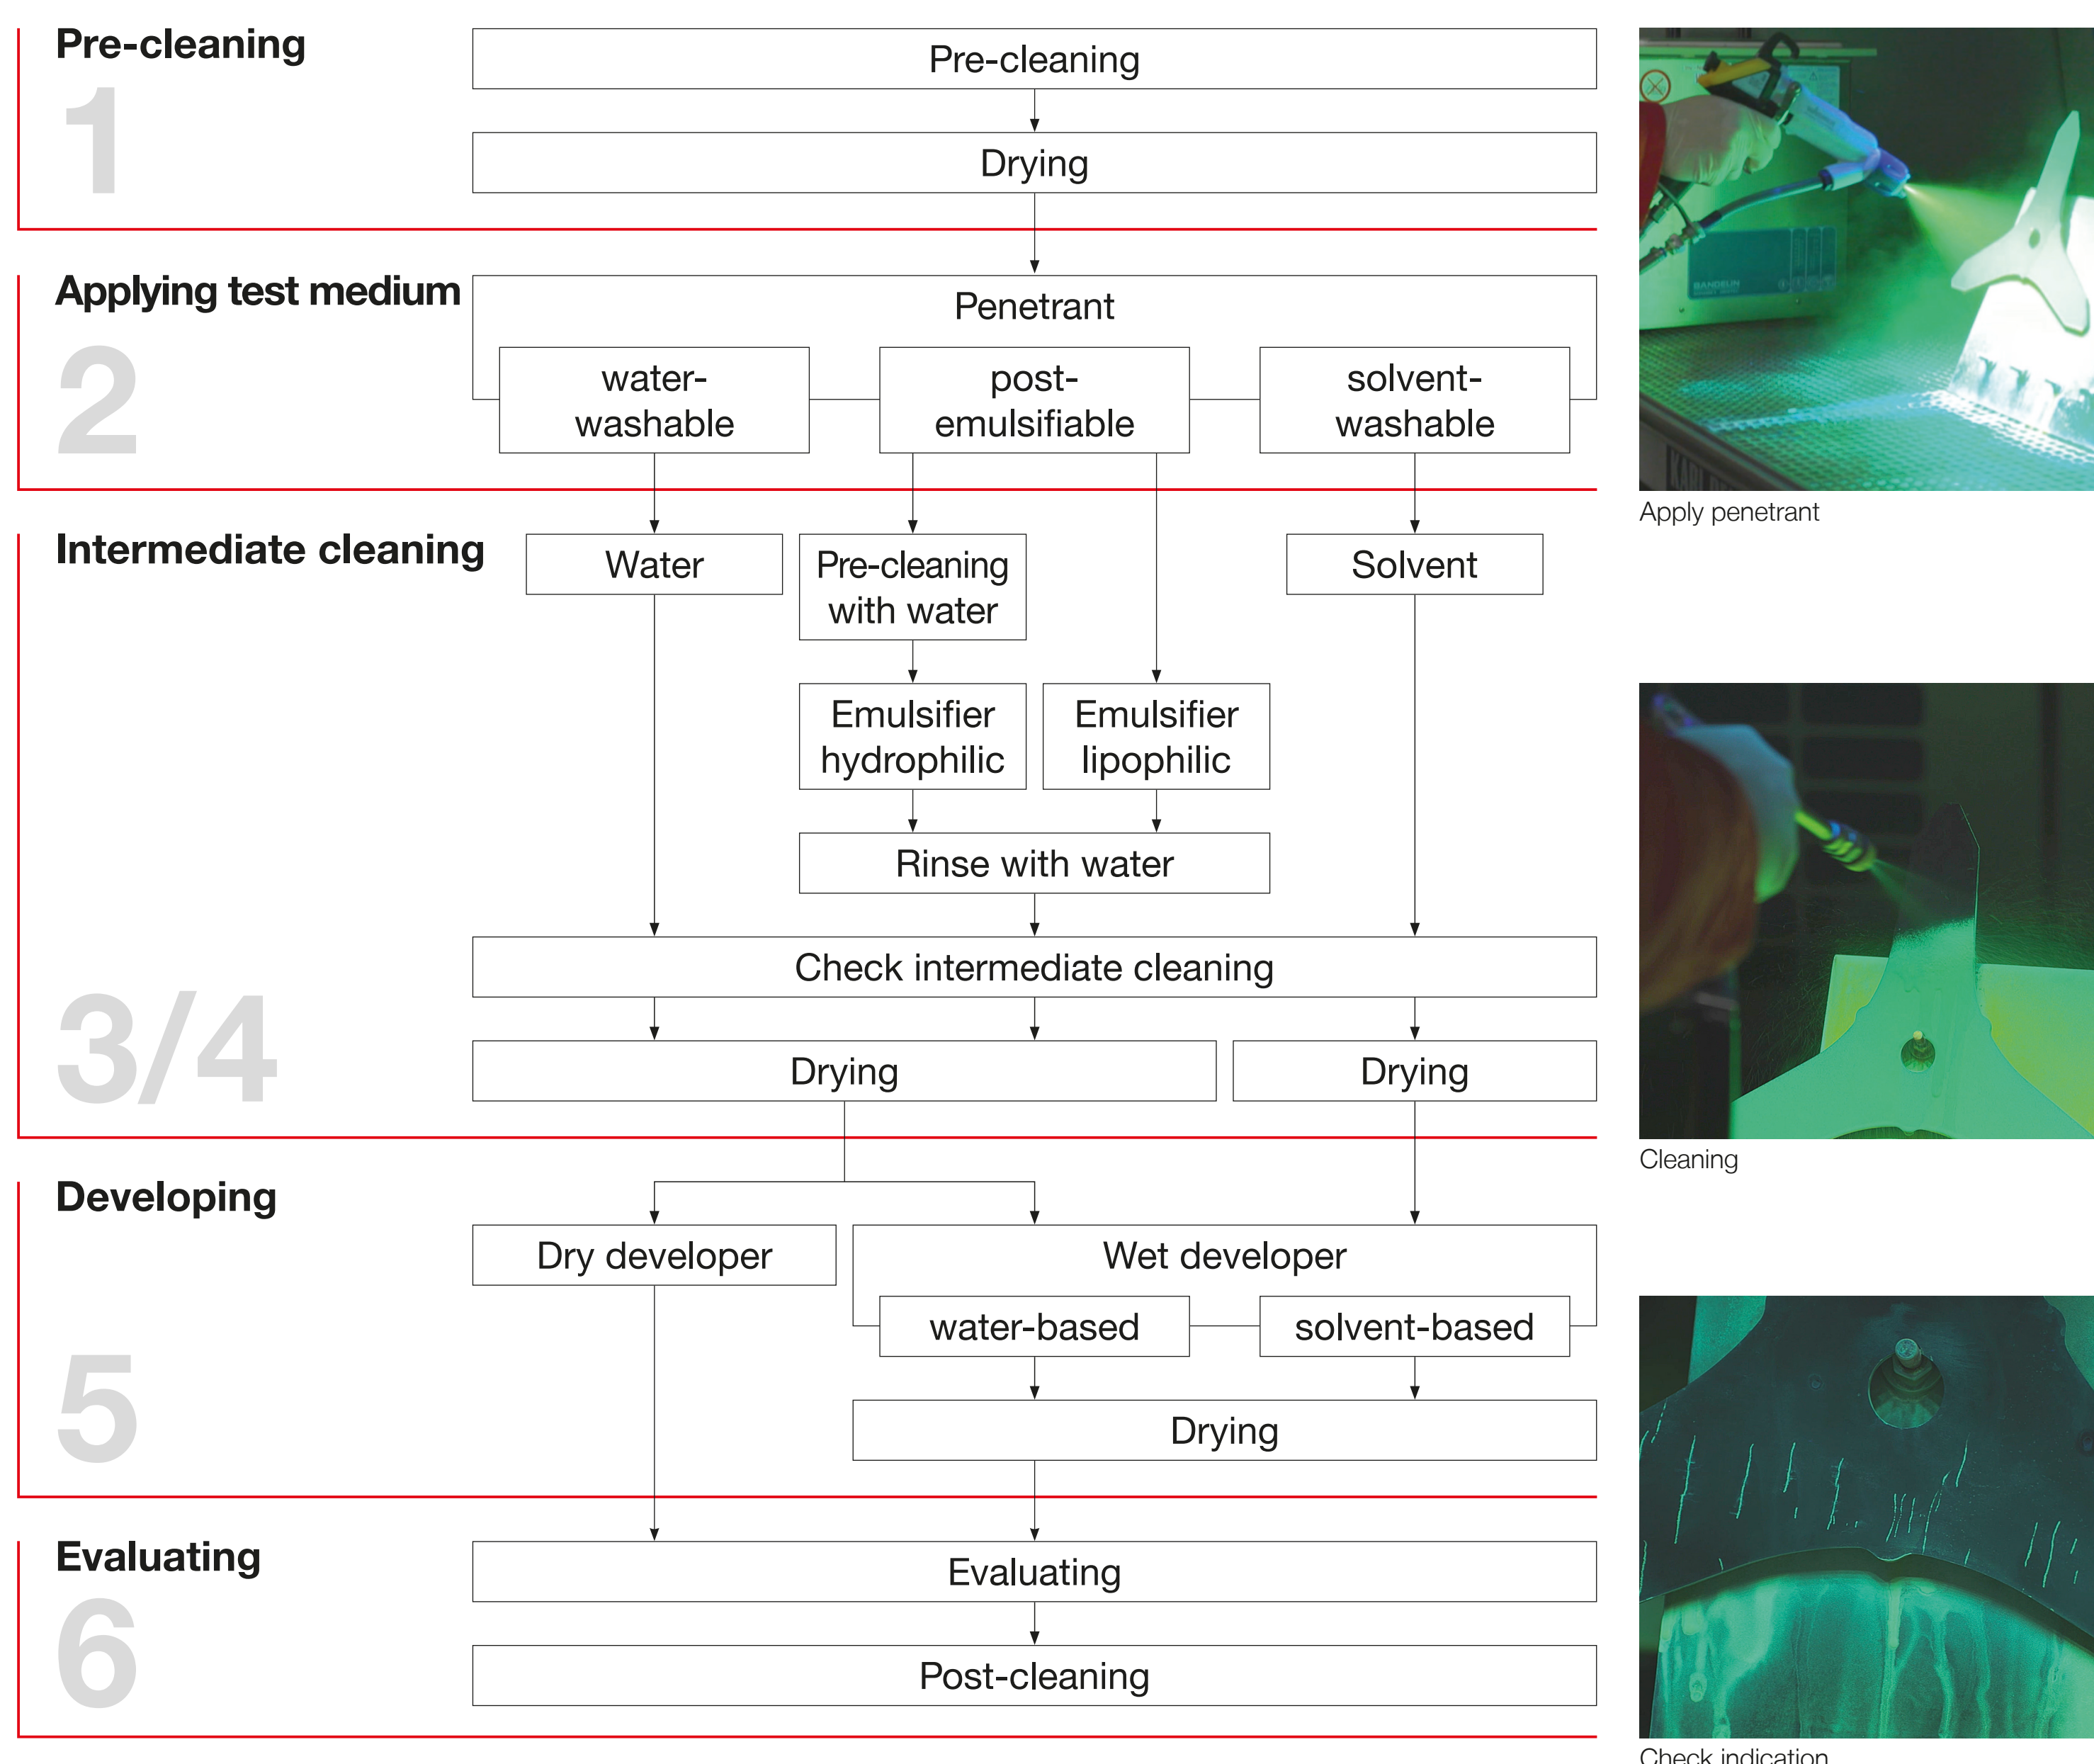 Pre-cleaning
1
Pre-cleaning
Drying
Applying test medium
2
Penetrant
water-
washable
post-
emulsifiable
solvent-
washable
Apply penetrant
Intermediate cleaning
3/4
Water
Pre-cleaning
with water
Solvent
Emulsifier
hydrophilic
Emulsifier
lipophilic
Rinse with water
Check intermediate cleaning
Drying
Drying
Cleaning
Developing
5
Dry developer
Wet developer
water-based
solvent-based
Drying
Evaluating
6
Evaluating
Post-cleaning
Check indication
BANDELIN
KARL